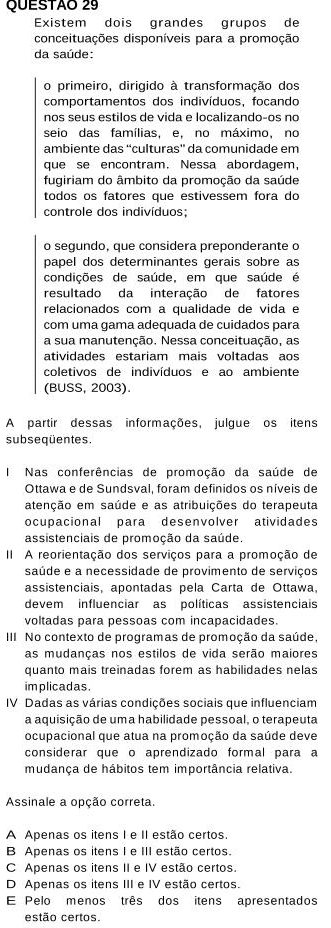 QUESTÃO 29
Existem dois grandes grupos de
conceituações disponíveis para a promoção
da saúde:
o primeiro, dirigido à transformação dos
comportamentos dos indivíduos, focando
nos seus estilos de vida e localizando-os no
seio das famílias, e, no máximo, no
ambiente das “culturas” da comunidade em
que se encontram. Nessa abordagem,
fugiriam do âmbito da promoção da saúde
todos os fatores que estivessem fora do
controle dos indivíduos;
o segundo, que considera preponderante o
papel dos determinantes gerais sobre as
condições de saúde, em que saúde é
resultado da interação de fatores
relacionados com a qualidade de vida e
com uma gama adequada de cuidados para
a sua manutenção. Nessa conceituação, as
atividades estariam mais voltadas aos
coletivos de indivíduos e ao ambiente
(BUSS, 2003).
A partir dessas informações, julgue os itens
subseqüentes.
I Nas conferências de promoção da saúde de
Ottawa e de Sundsval, foram definidos os níveis de
atenção em saúde e as atribuições do terapeuta
ocupacional para desenvolver atividades
assistenciais de promoção da saúde.
II A reorientação dos serviços para a promoção de
saúde e a necessidade de provimento de serviços
assistenciais, apontadas pela Carta de Ottawa,
devem influenciar as políticas assistenciais
voltadas para pessoas com incapacidades.
III No contexto de programas de promoção da saúde,
as mudanças nos estilos de vida serão maiores
quanto mais treinadas forem as habilidades nelas
implicadas.
IV Dadas as várias condições sociais que influenciam
a aquisição de uma habilidade pessoal, o terapeuta
ocupacional que atua na promoção da saúde deve
considerar que o aprendizado formal para a
mudança de hábitos tem importância relativa.
Assinale a opção correta.
A Apenas os itens I e II estão certos.
B Apenas os itens I e III estão certos.
C Apenas os itens II e IV estão certos.
D Apenas os itens III e IV estão certos.
E Pelo menos três dos itens apresentados
estão certos.